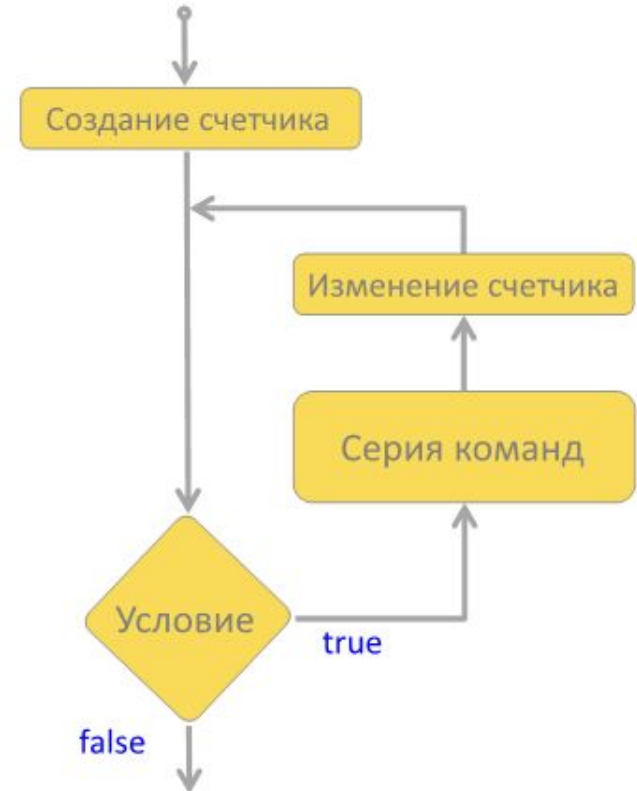 Создание счетчика
Изменение счетчика
Серия команд
Условие
true
false